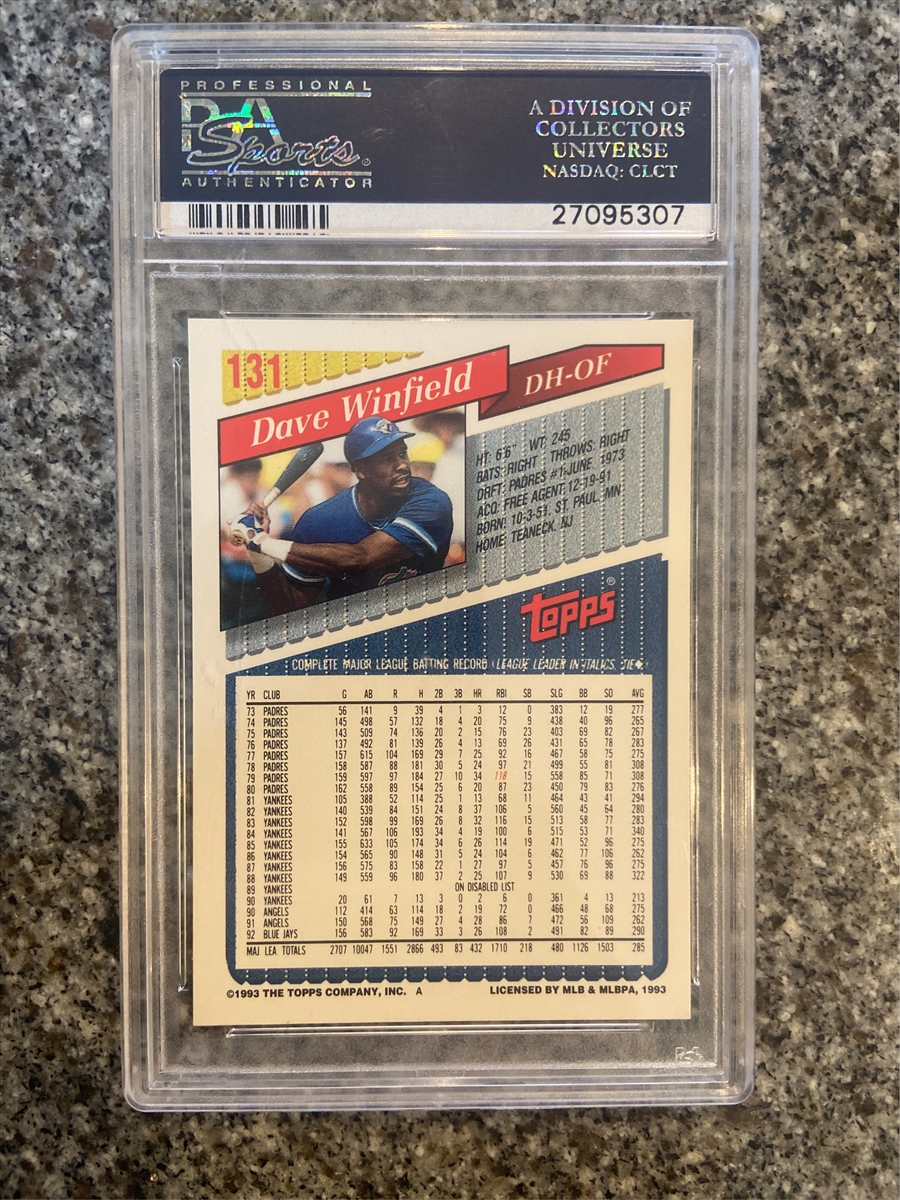 PROFESSIONAL
PSA
Sports
AUTHENTICATOR
A DIVISION OF
COLLECTORS
UNIVERSE
NASDAQ: CLCT
27095307
131
Dave Winfield
DH-OF
HT: 6'6" WT: 245
BATS: RIGHT THROWS: RIGHT
DRFT: PADRES #1-JUNE, 1973
ACQ: FREE AGENT, 12-19-91
BORN: 10-3-51, ST. PAUL, MN
HOME: TEANECK, NJ
TOPPS®
COMPLETE MAJOR LEAGUE BATTING RECORD (LEAGUE LEADER IN ITALICS, TIE◆)
YR CLUB G AB R H 2B 3B HR RBI SB SLG BB SO AVG
73 PADRES 56 141 9 39 4 1 3 12 0 383 12 19 277
74 PADRES 145 498 57 132 18 4 20 75 9 438 40 96 265
75 PADRES 143 509 74 136 20 2 15 76 23 403 69 82 267
76 PADRES 137 492 81 139 26 4 13 69 26 431 65 78 283
77 PADRES 157 615 104 169 29 7 25 92 16 467 58 75 275
78 PADRES 158 587 88 181 30 5 24 97 21 499 55 81 308
79 PADRES 159 597 97 184 27 10 34 118 15 558 85 71 308
80 PADRES 162 558 89 154 25 6 20 87 23 450 79 83 276
81 YANKEES 105 388 52 114 25 1 13 68 11 464 43 41 294
82 YANKEES 140 539 84 151 24 8 37 106 5 560 45 64 280
83 YANKEES 152 598 99 169 26 8 32 116 15 513 58 77 283
84 YANKEES 141 567 106 193 34 4 19 100 6 515 53 71 340
85 YANKEES 155 633 105 174 34 6 26 114 19 471 52 96 275
86 YANKEES 154 565 90 148 31 5 24 104 6 462 77 106 262
87 YANKEES 156 575 83 158 22 1 27 97 5 457 76 96 275
88 YANKEES 149 559 96 180 37 2 25 107 9 530 69 88 322
89 YANKEES ON DISABLED LIST
90 YANKEES 20 61 7 13 3 0 2 6 0 361 4 13 213
90 ANGELS 112 414 63 114 18 2 19 72 0 466 48 68 275
91 ANGELS 150 568 75 149 27 4 28 86 7 472 56 109 262
92 BLUE JAYS 156 583 92 169 33 3 26 108 2 491 82 89 290
MAJ LEA TOTALS 2707 10047 1551 2866 493 83 432 1710 218 480 1126 1503 285
©1993 THE TOPPS COMPANY, INC. A
LICENSED BY MLB & MLBPA, 1993
PSA